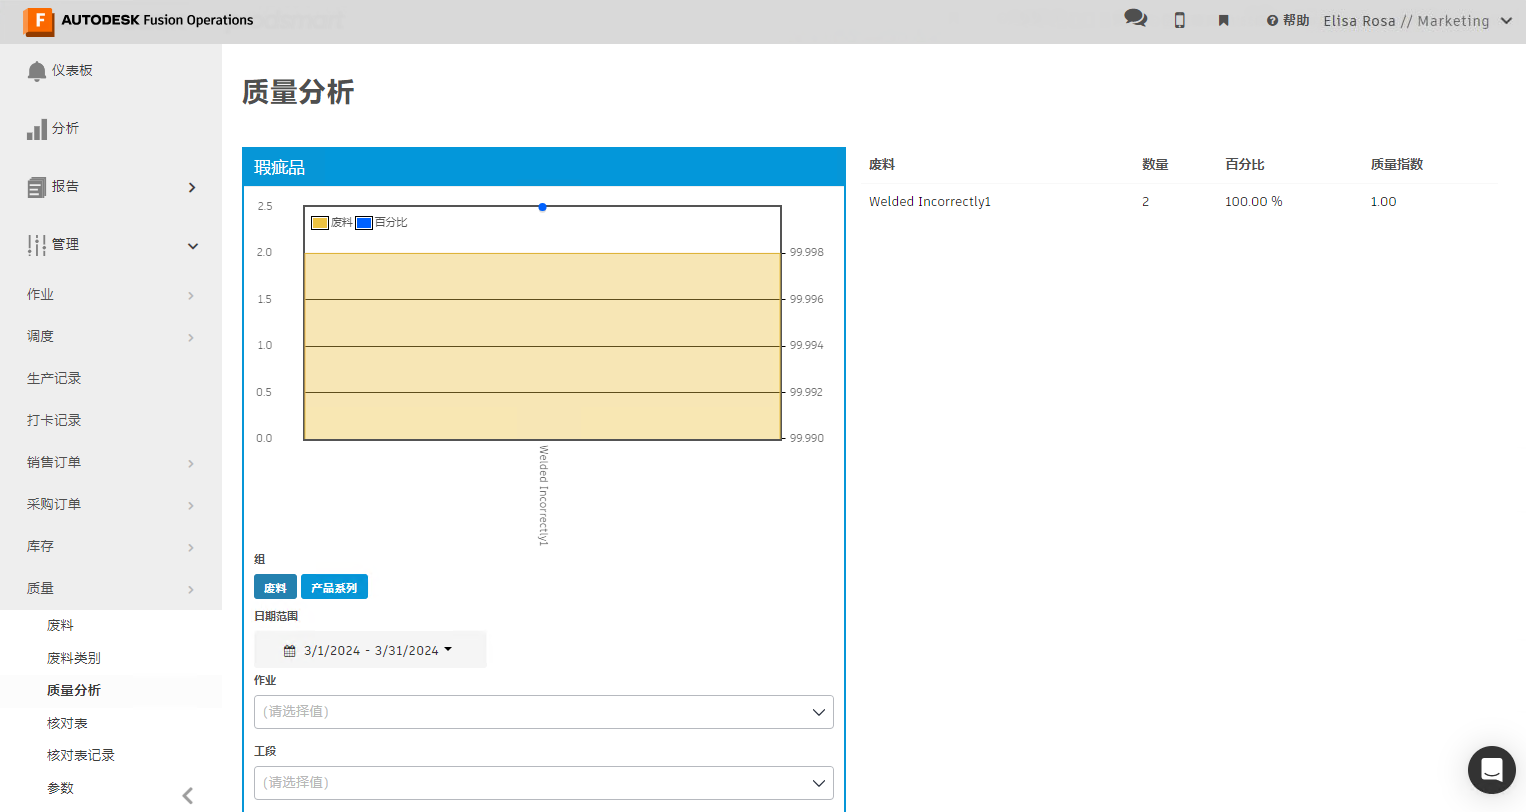 AUTODESK Fusion Operations
帮助
Elisa Rosa // Marketing
仪表板
分析
报告
管理
作业
调度
生产记录
打卡记录
销售订单
采购订单
库存
质量
废料
废料类别
质量分析
核对表
核对表记录
参数
质量分析
瑕疵品
2.5
2.0
1.5
1.0
0.5
0.0
废料 百分比
99.998
99.996
99.994
99.992
99.990
Welded Incorrectly1
组
废料 产品系列
日期范围
3/1/2024 - 3/31/2024
作业
(请选择值)
工段
(请选择值)
废料 数量 百分比 质量指数
Welded Incorrectly1 2 100.00 % 1.00